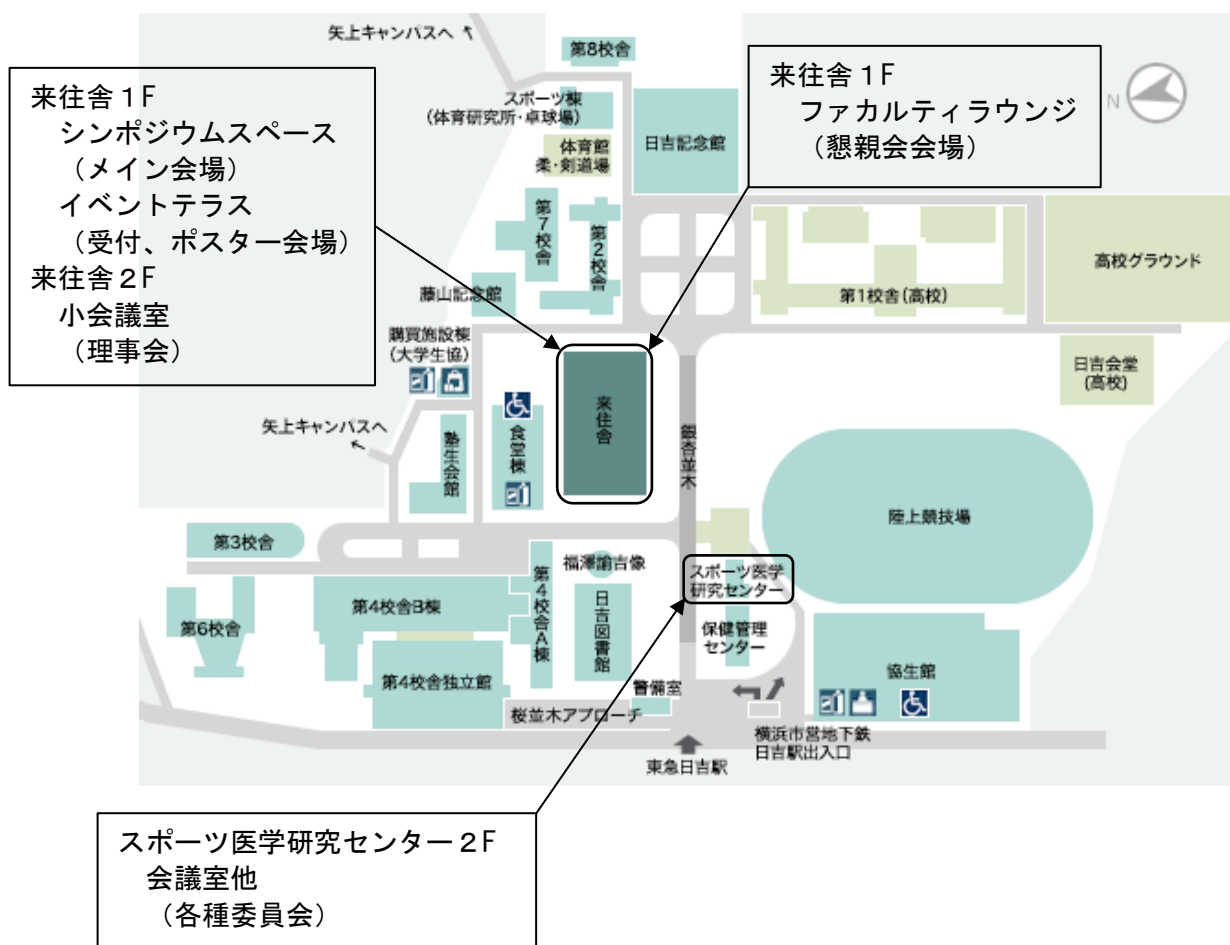 矢上キャンパスへ
第8校舎
来往舎1F
シンポジウムスペース
（メイン会場）
イベントテラス
（受付、ポスター会場）
来往舎2F
小会議室
（理事会）
来往舎1F
ファカルティラウンジ
（懇親会会場）
N
スポーツ棟
(体育研究所・卓球場)
体育館
柔・剣道場
日吉記念館
第7校舎
第2校舎
藤山記念館
第1校舎(高校)
高校グラウンド
購買施設棟
(大学生協)
日吉会堂
(高校)
矢上キャンパスへ
塾生会館
食堂棟
来往舎
銀杏並木
陸上競技場
第3校舎
第6校舎
第4校舎B棟
第4校舎A棟
第4校舎独立館
福澤諭吉像
日吉図書館
スポーツ医学
研究センター
保健管理
センター
協生館
警備室
桜並木アプローチ
東急日吉駅
横浜市営地下鉄
日吉駅出入口
スポーツ医学研究センター2F
会議室他
（各種委員会）